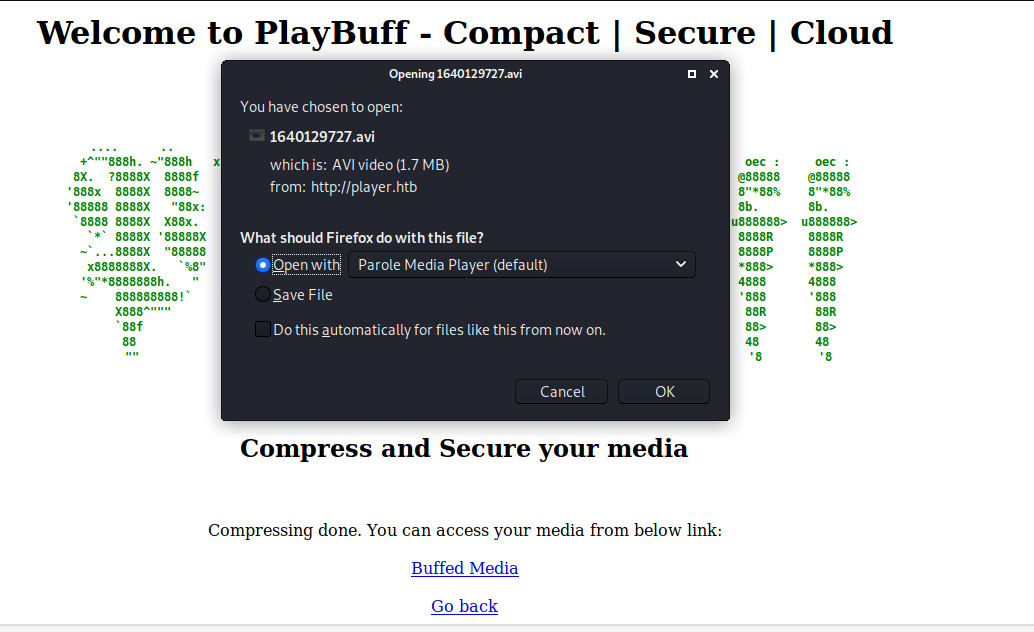 Welcome to PlayBuff - Compact | Secure | Cloud
Opening 1640129727.avi
You have chosen to open:
1640129727.avi
which is: AVI video (1.7 MB)
from: http://player.htb
What should Firefox do with this file?
Open with Parole Media Player (default)
Save File
Do this automatically for files like this from now on.
Cancel OK
Compress and Secure your media
Compressing done. You can access your media from below link:
Buffed Media
Go back